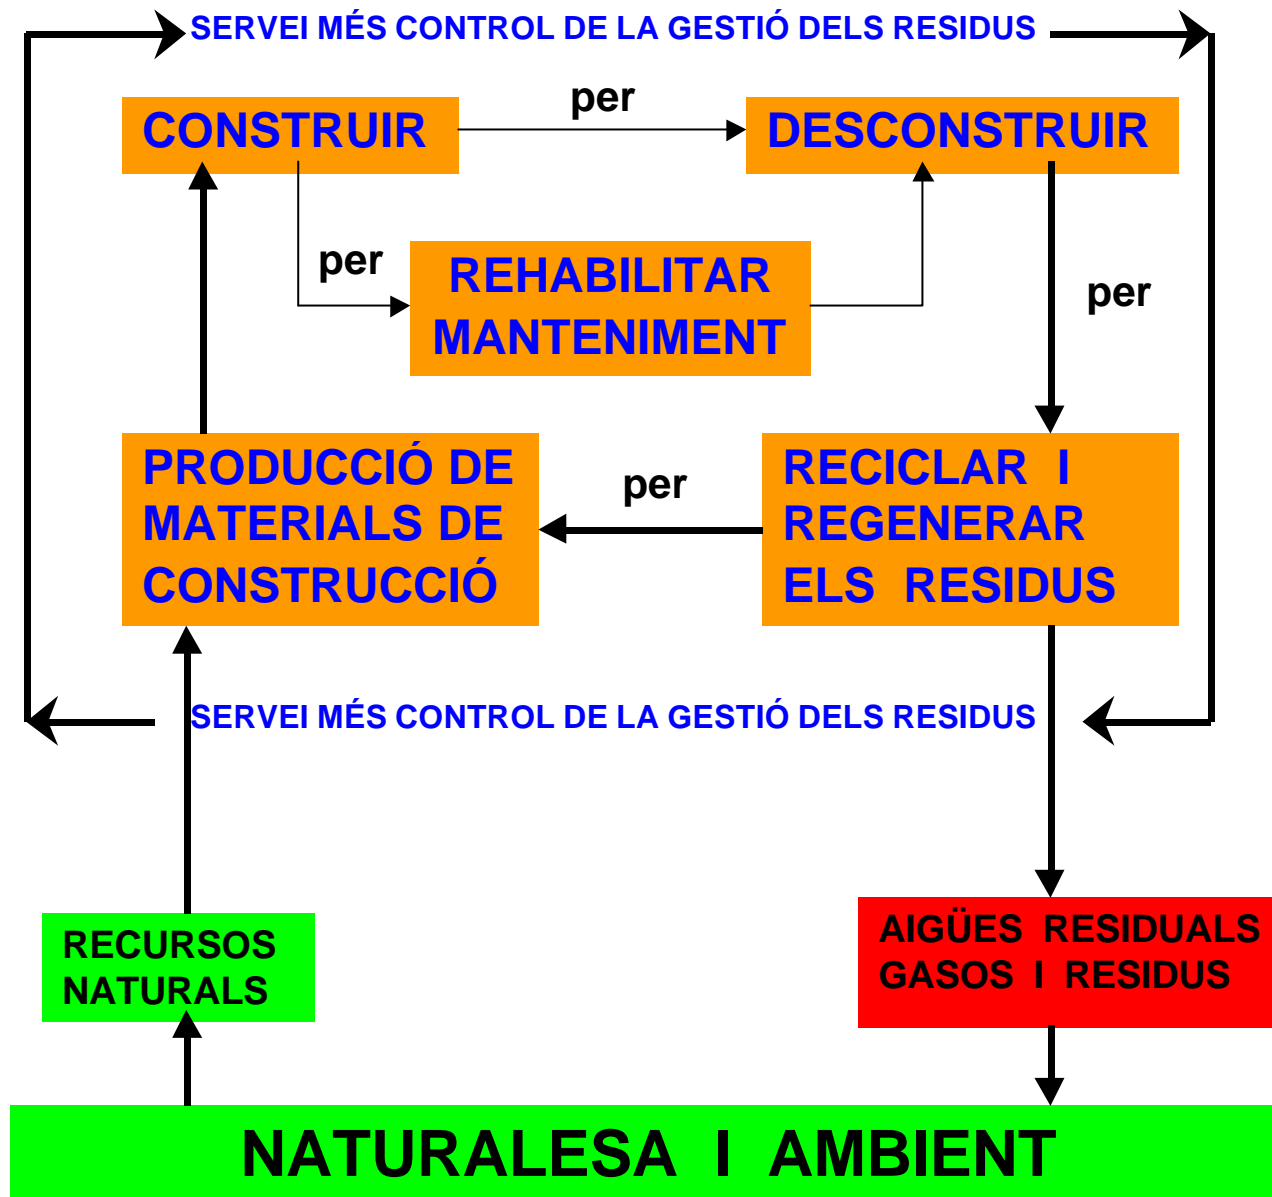 SERVEI MÉS CONTROL DE LA GESTIÓ DELS RESIDUS
per
CONSTRUIR
DESCONSTRUIR
per
REHABILITAR
MANTENIMENT
per
PRODUCCIÓ DE
MATERIALS DE
CONSTRUCCIÓ
per
RECICLAR I
REGENERAR
ELS RESIDUS
SERVEI MÉS CONTROL DE LA GESTIÓ DELS RESIDUS
RECURSOS
NATURALS
AIGÜES RESIDUALS
GASOS I RESIDUS
NATURALESA I AMBIENT